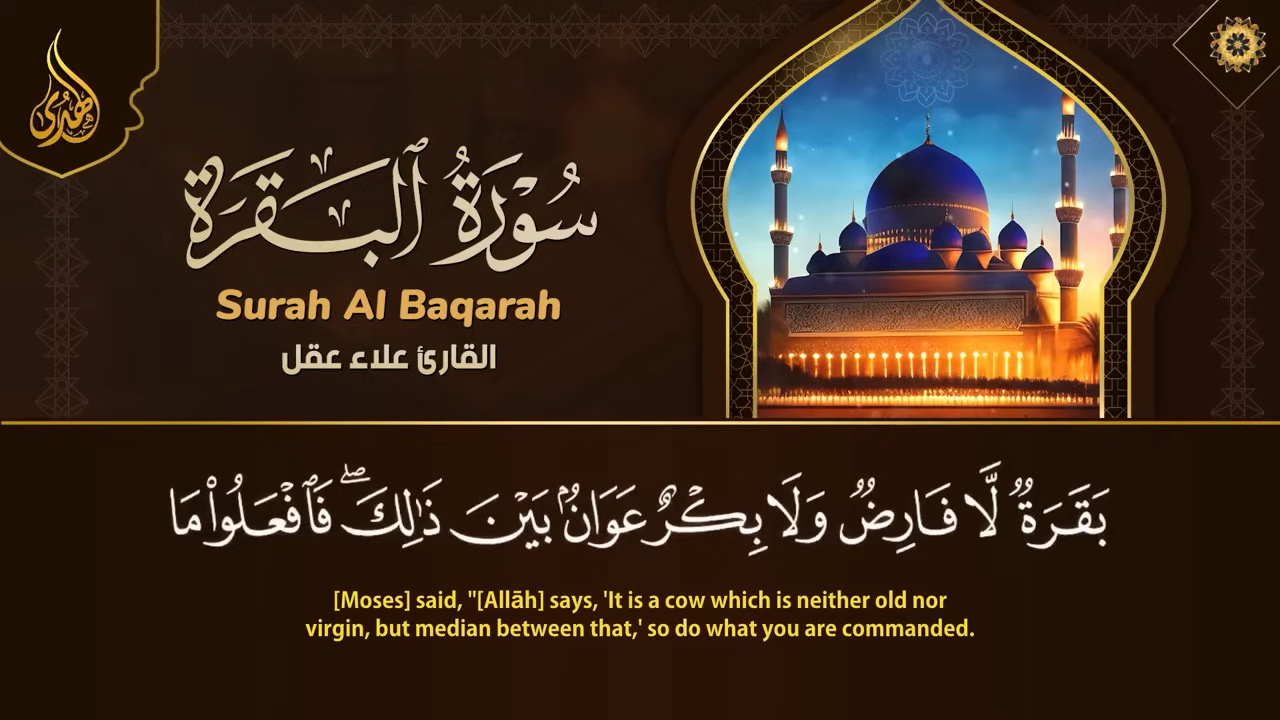 هدى
سُورَةُ ٱلْبَقَرَة
Surah Al Baqarah
القارئ علاء عقل
بَقَرَةٌ لَّا فَارِضٌ وَلَا بِكْرٌ عَوَانٌۢ بَيْنَ ذَٰلِكَ ۖ فَٱفْعَلُوا۟ مَا
[Moses] said, "[Allāh] says, 'It is a cow which is neither old nor
virgin, but median between that,' so do what you are commanded.